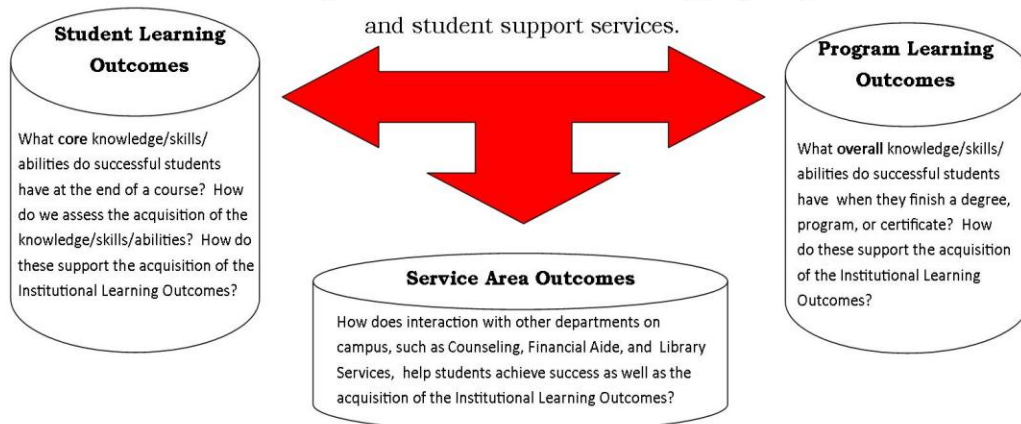 and student support services.
Student Learning
Outcomes
What core knowledge/skills/
abilities do successful students
have at the end of a course? How
do we assess the acquisition of the
knowledge/skills/abilities? How do
these support the acquisition of the
Institutional Learning Outcomes?
Service Area Outcomes
How does interaction with other departments on
campus, such as Counseling, Financial Aide, and Library
Services, help students achieve success as well as the
acquisition of the Institutional Learning Outcomes?
Program Learning
Outcomes
What overall knowledge/skills/
abilities do successful students
have when they finish a degree,
program, or certificate? How
do these support the acquisition
of the Institutional Learning
Outcomes?